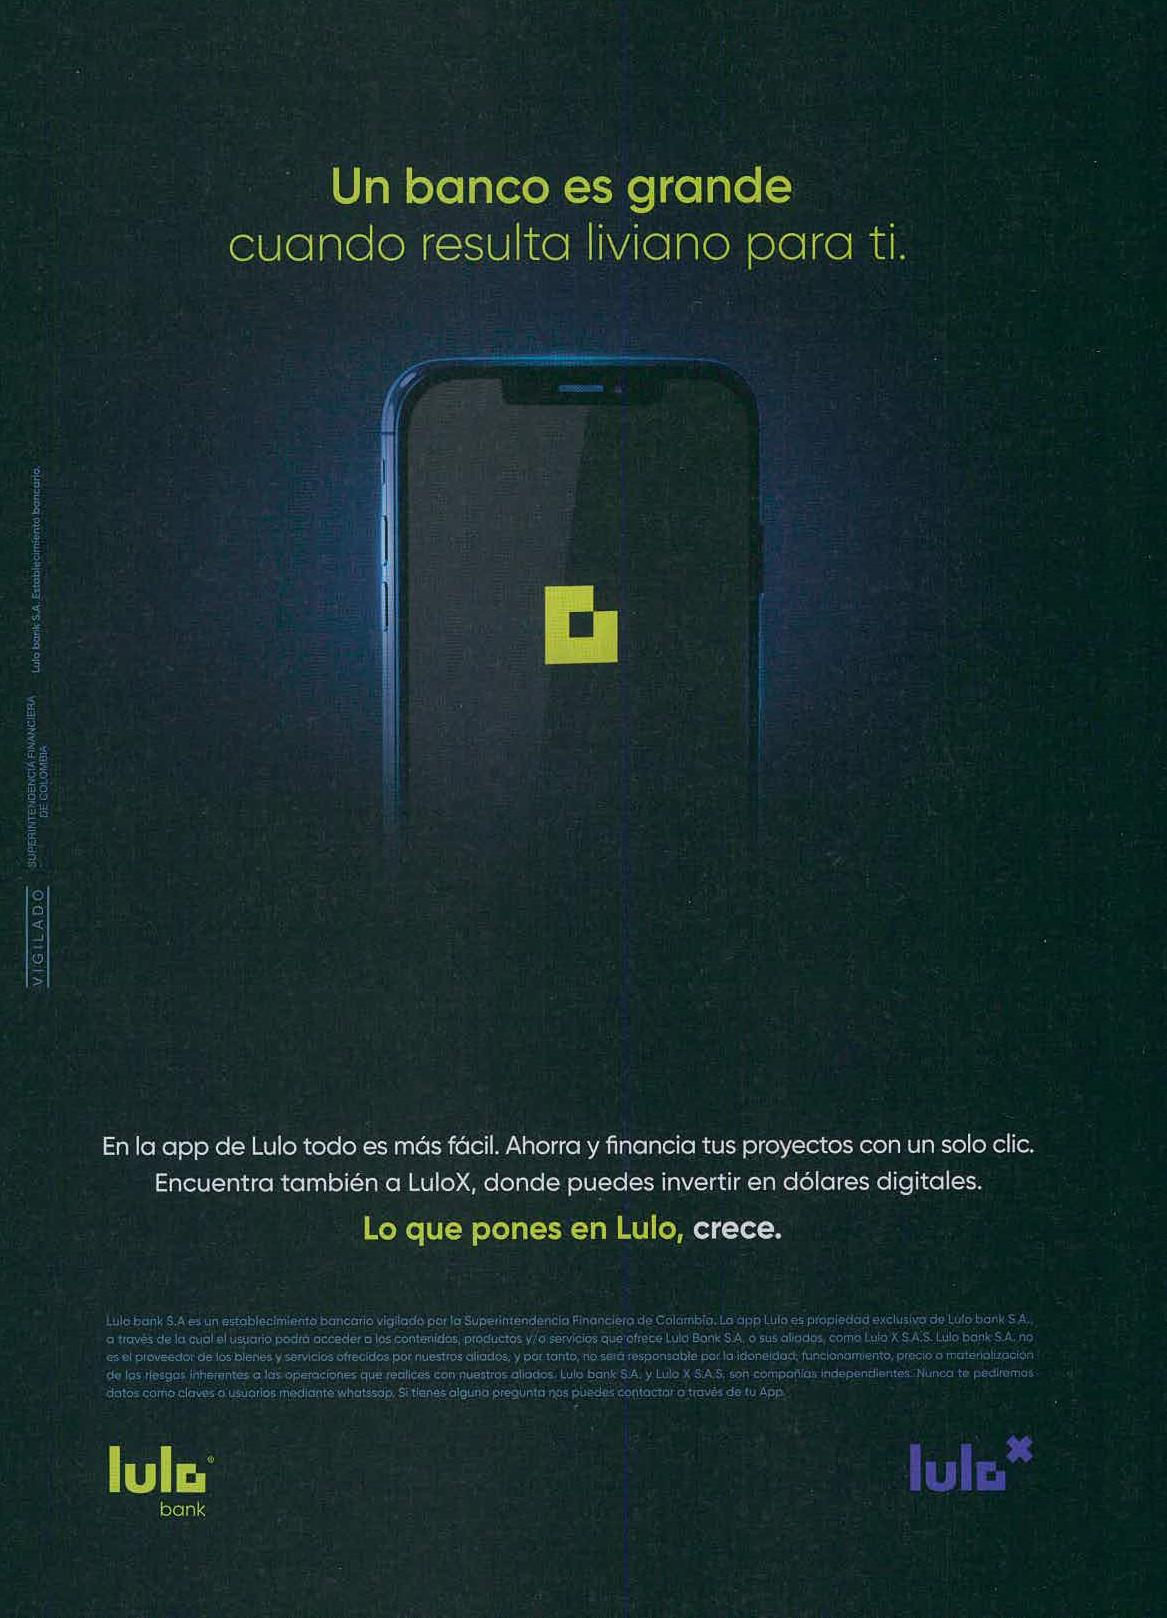 Un banco es grande
cuando resulta liviano para ti.
VIGILADO
SUPERINTENDENCIA FINANCIERA
DE COLOMBIA
Lulo bank S.A. Establecimiento bancario.
En la app de Lulo todo es más fácil. Ahorra y financia tus proyectos con un solo clic.
Encuentra también a LuloX, donde puedes invertir en dólares digitales.
Lo que pones en Lulo, crece.
Lulo bank S.A es un establecimiento bancario vigilado por la Superintendencia Financiera de Colombia. La app Lulo es propiedad exclusiva de Lulo bank S.A.,
a través de la cual el usuario podrá acceder a los contenidos, productos y/o servicios que ofrece Lulo Bank S.A. o sus aliados, como Lulo X S.A.S. Lulo bank S.A. no
es el proveedor de los bienes y servicios ofrecidos por nuestros aliados, y por tanto, no será responsable por la idoneidad, funcionamiento, precio o materialización
de los riesgos inherentes a las operaciones que realices con nuestros aliados. Lulo bank S.A. y Lulo X S.A.S. son compañías independientes. Nunca te pediremos
datos como claves o usuarios mediante whatssap. Si tienes alguna pregunta nos puedes contactar a través de tu App.
lulo®
bank
lulo x